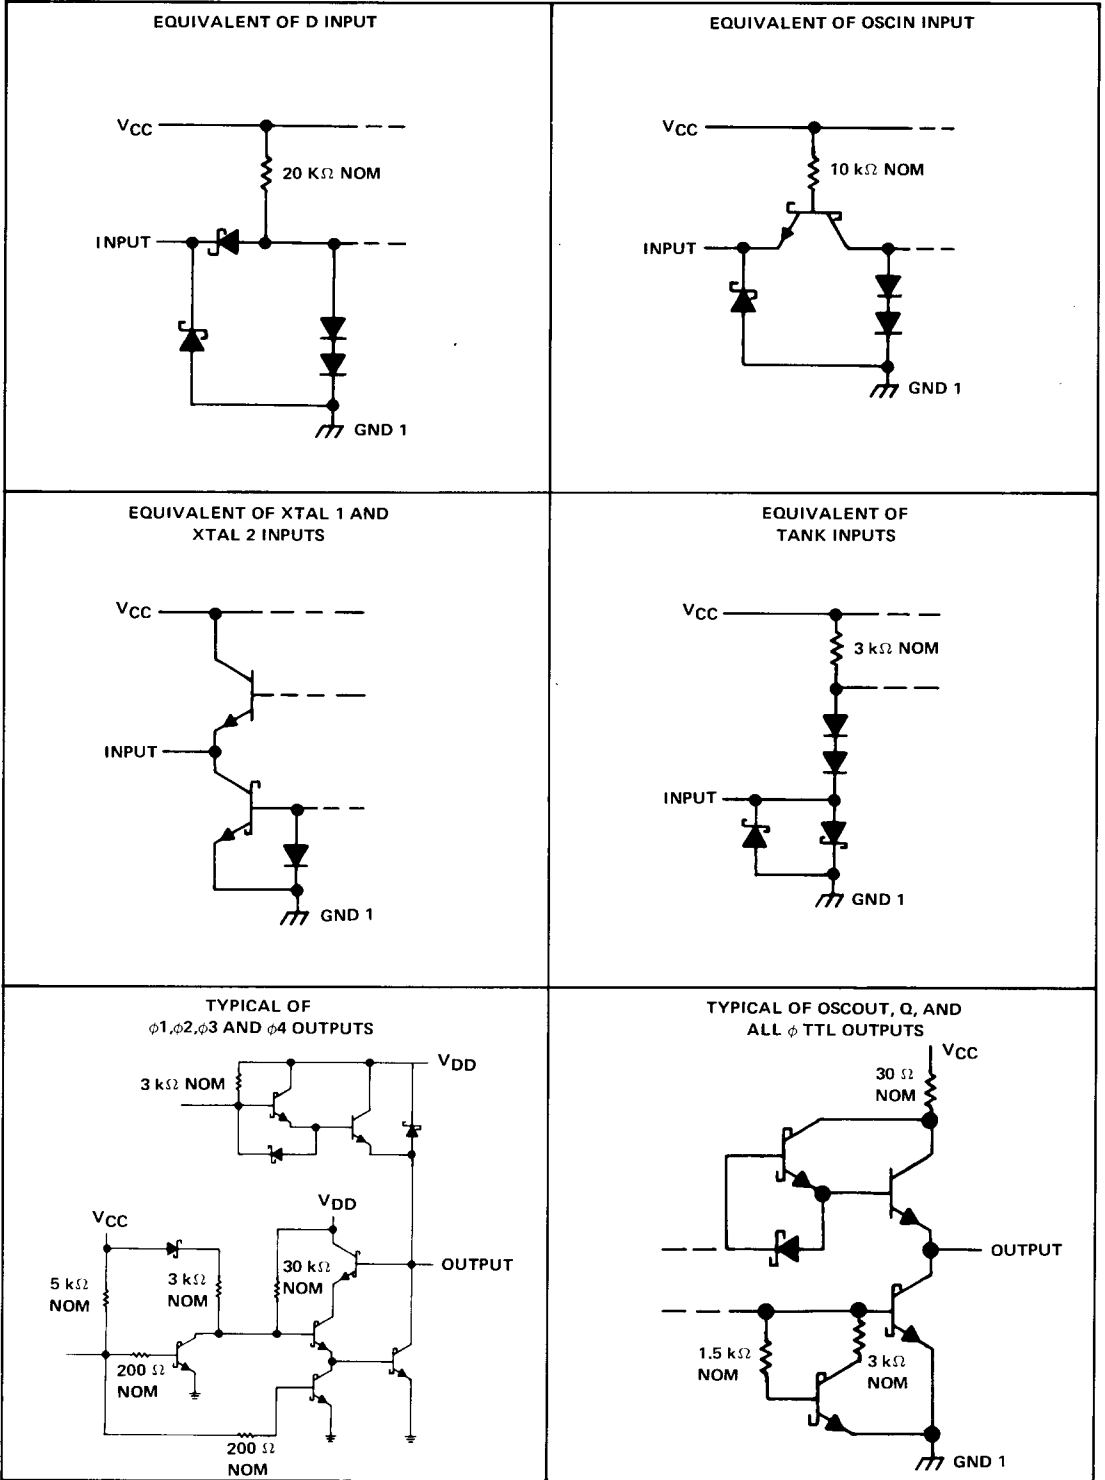 EQUIVALENT OF D INPUT
VCC
20 KΩ NOM
INPUT
GND 1
EQUIVALENT OF OSCIN INPUT
VCC
10 kΩ NOM
INPUT
GND 1
EQUIVALENT OF XTAL 1 AND
XTAL 2 INPUTS
VCC
INPUT
GND 1
EQUIVALENT OF
TANK INPUTS
VCC
3 kΩ NOM
INPUT
GND 1
TYPICAL OF
ϕ1,ϕ2,ϕ3 AND ϕ4 OUTPUTS
VDD
3 kΩ NOM
VDD
VCC
OUTPUT
5 kΩ
NOM
3 kΩ
NOM
30 kΩ
NOM
200 Ω
NOM
200 Ω
NOM
TYPICAL OF OSCOUT, Q, AND
ALL ϕ TTL OUTPUTS
VCC
30 Ω
NOM
OUTPUT
1.5 kΩ
NOM
3 kΩ
NOM
GND 1